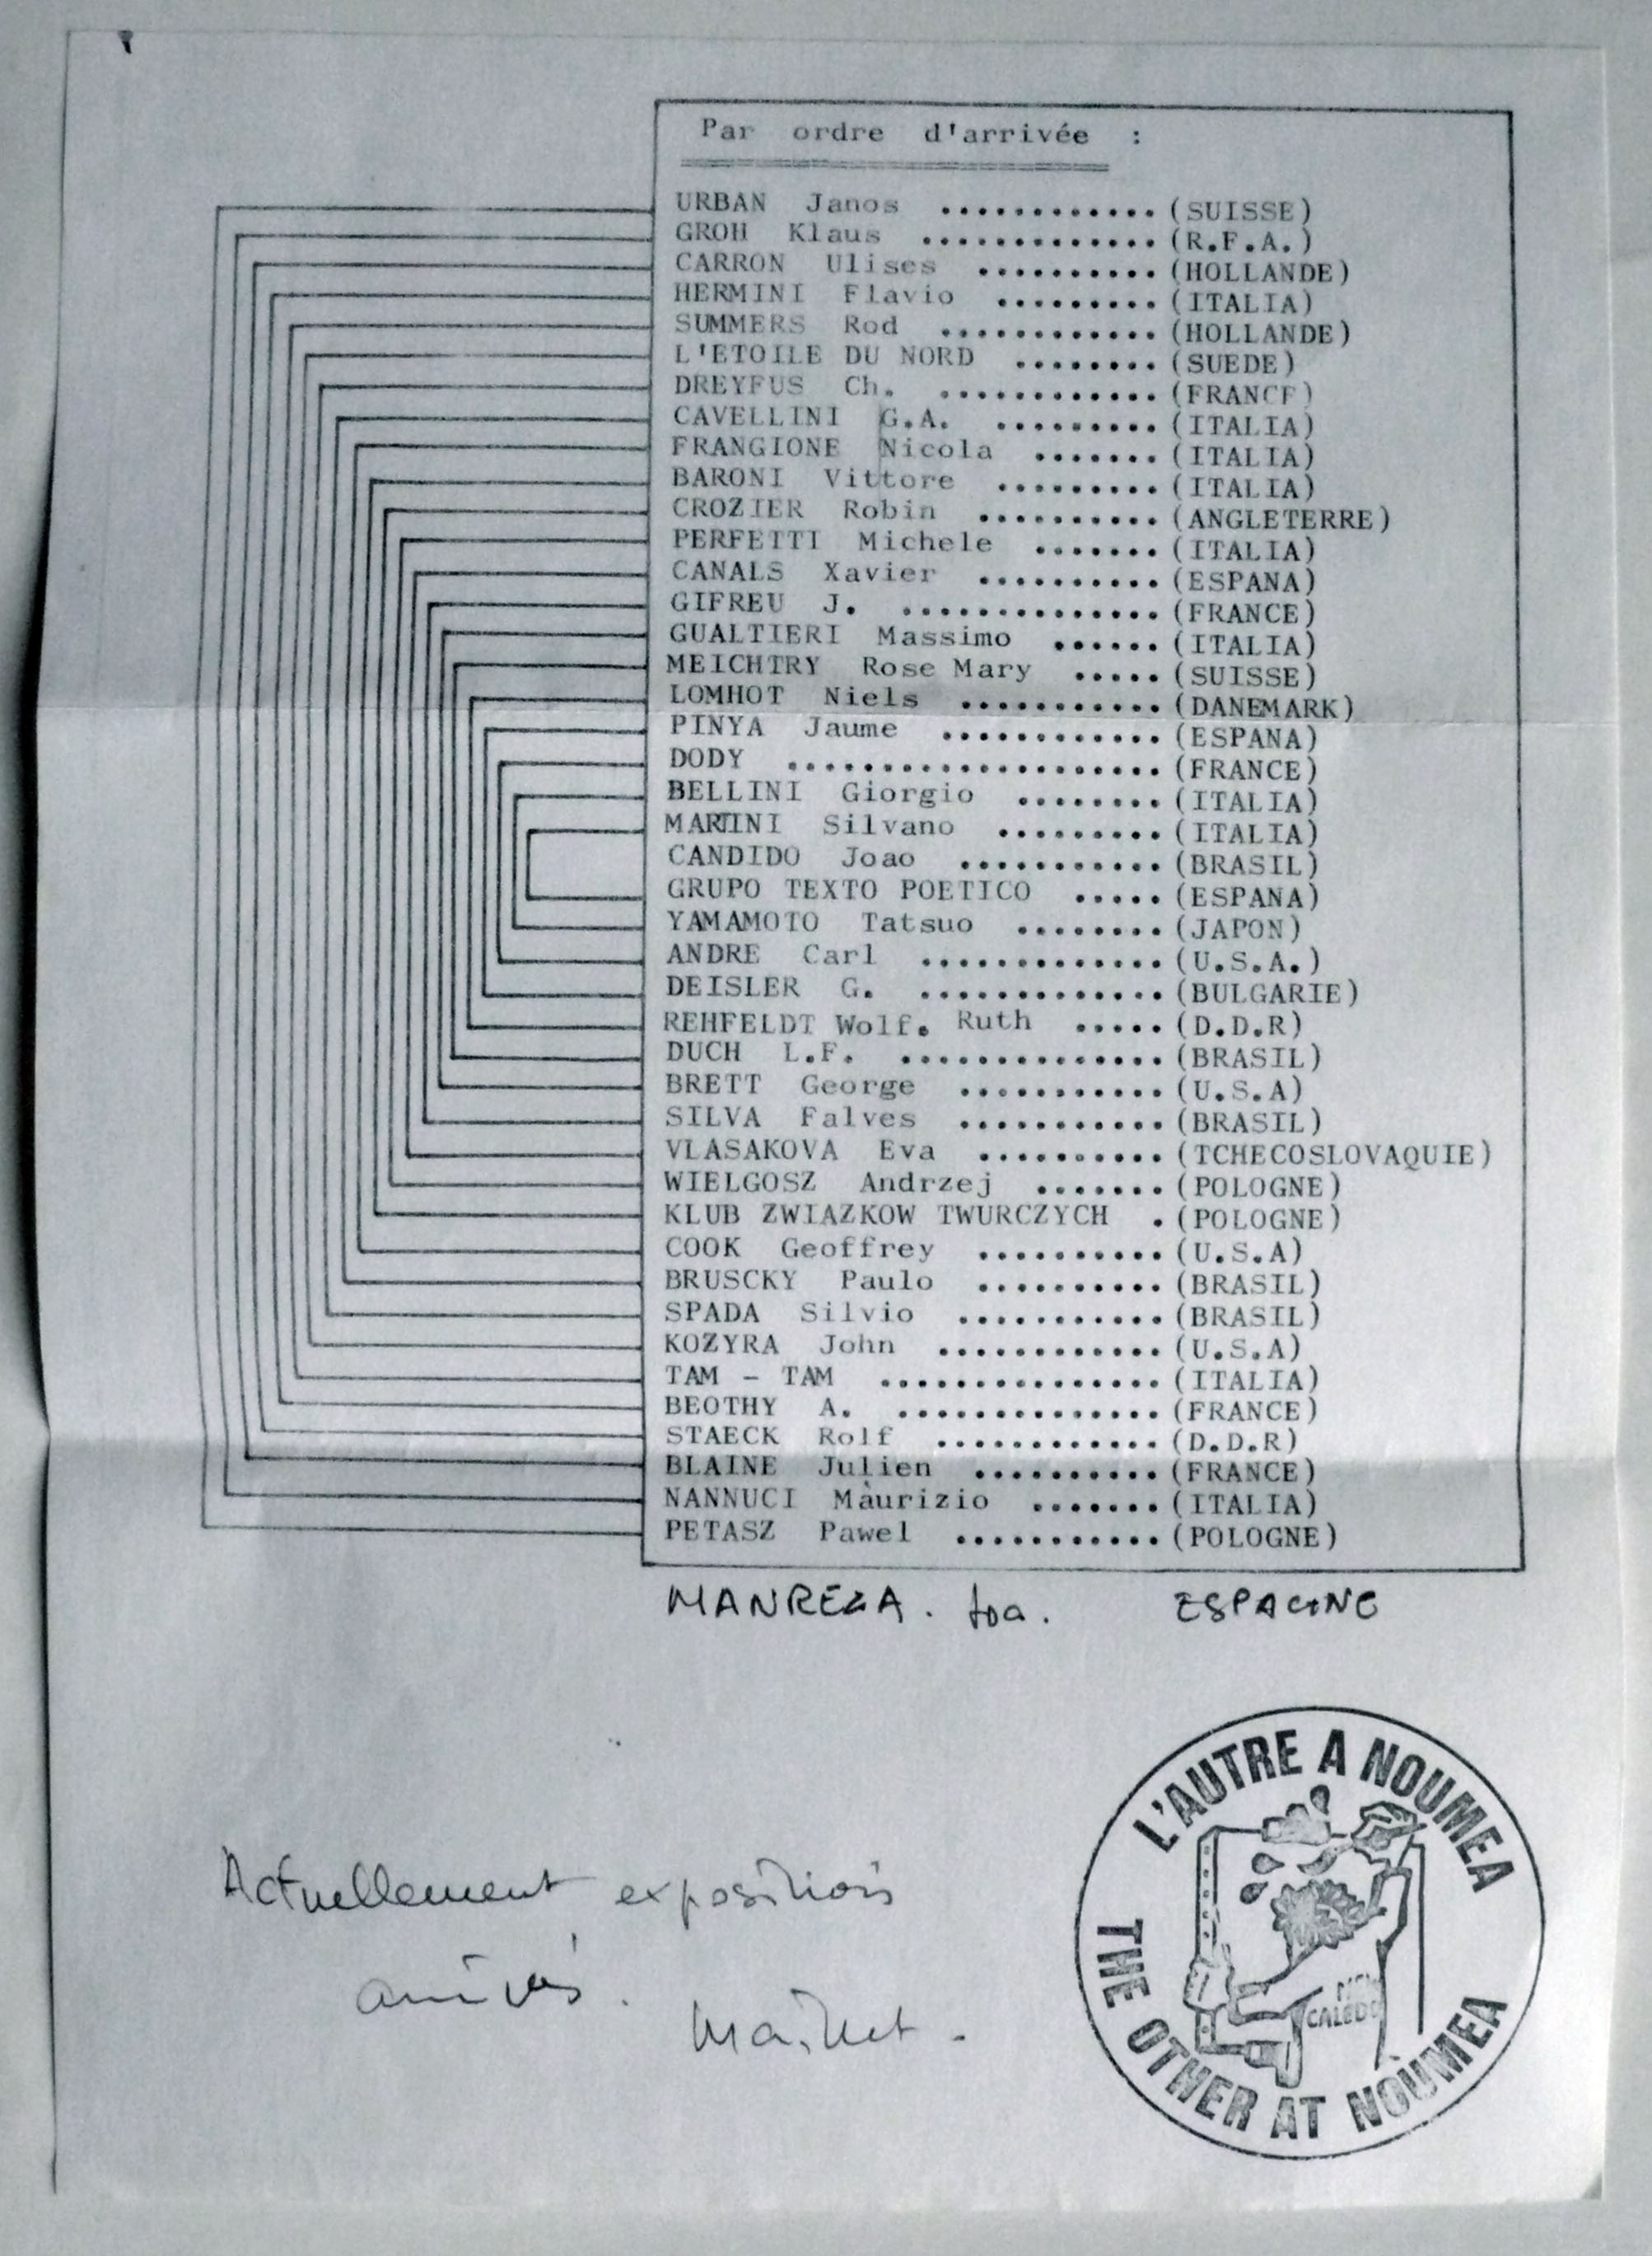 Par ordre d'arrivée :
URBAN Janos ............ (SUISSE)
GROH Klaus ............. (R.F.A.)
CARRON Ulises .......... (HOLLANDE)
HERMINI Flavio ......... (ITALIA)
SUMMERS Rod ............ (HOLLANDE)
L'ETOILE DU NORD ........ (SUEDE)
DREYFUS Ch. ............ (FRANCE)
CAVELLINI G.A. ......... (ITALIA)
FRANGIONE Nicola ....... (ITALIA)
BARONI Vittore ......... (ITALIA)
CROZIER Robin .......... (ANGLETERRE)
PERFETTI Michele ....... (ITALIA)
CANALS Xavier .......... (ESPANA)
GIFREU J. .............. (FRANCE)
GUALTIERI Massimo ...... (ITALIA)
MEICHTRY Rose Mary ..... (SUISSE)
LOMHOT Niels ........... (DANEMARK)
PINYA Jaume ............ (ESPANA)
DODY .................... (FRANCE)
BELLINI Giorgio ........ (ITALIA)
MARTINI Silvano ......... (ITALIA)
CANDIDO Joao ........... (BRASIL)
GRUPO TEXTO POETICO ..... (ESPANA)
YAMAMOTO Tatsuo ........ (JAPON)
ANDRE Carl ............. (U.S.A.)
DEISLER G. ............. (BULGARIE)
REHFELDT Wolf. Ruth ..... (D.D.R)
DUCH L.F. .............. (BRASIL)
BRETT George ........... (U.S.A)
SILVA Falves ........... (BRASIL)
VLASAKOVA Eva .......... (TCHECOSLOVAQUIE)
WIELGOSZ Andrzej ....... (POLOGNE)
KLUB ZWIAZKOW TWURCZYCH . (POLOGNE)
COOK Geoffrey .......... (U.S.A)
BRUSCKY Paulo .......... (BRASIL)
SPADA Silvio ........... (BRASIL)
KOZYRA John ............ (U.S.A)
TAM - TAM ............... (ITALIA)
BEOTHY A. .............. (FRANCE)
STAECK Rolf ............ (D.D.R)
BLAINE Julien .......... (FRANCE)
NANNUCI Maurizio ....... (ITALIA)
PETASZ Pawel ........... (POLOGNE)
MANREZA. ESPAGNE
L'AUTRE A NOUMEA
CALEDO
THE OTHER AT NOUMEA
Actuellement expositions
arrivés.